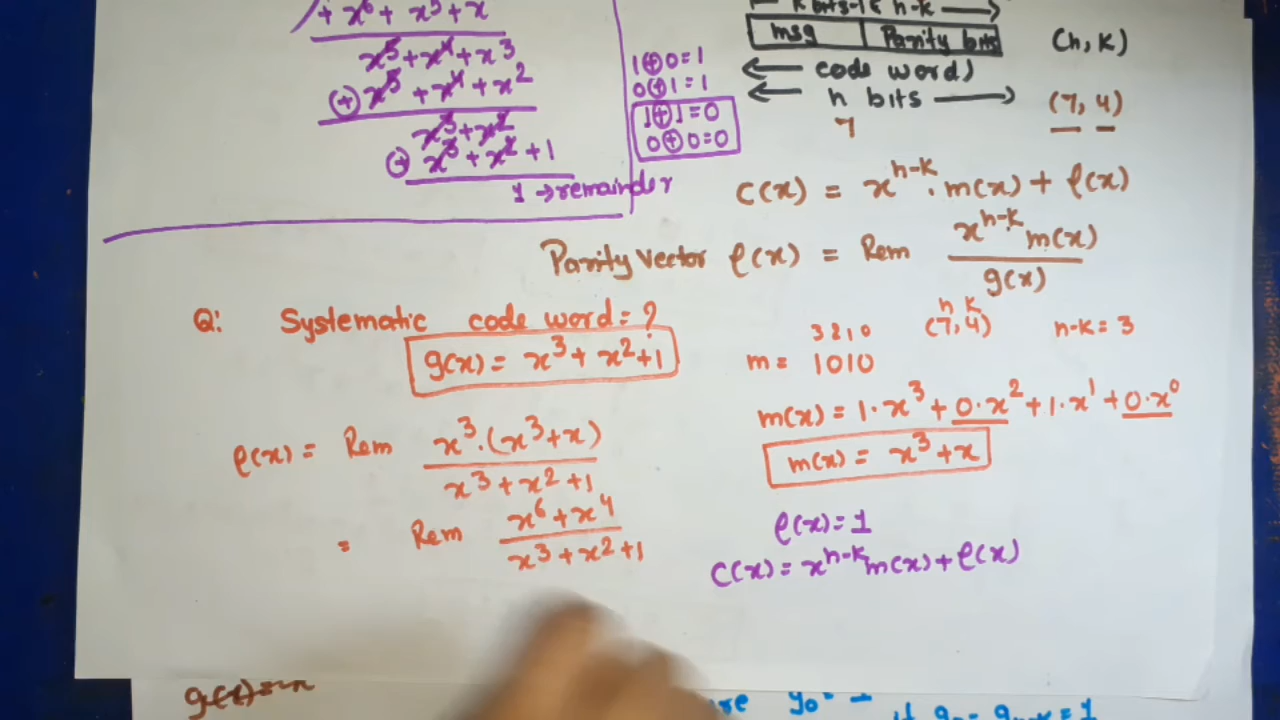 + x⁶ + x⁵ + x³
x⁵ + x⁴ + x³
(+) x⁵ + x⁴ + x²
x³ + x²
(+) x³ + x² + 1
1 → remainder
1 ⊕ 0 = 1
0 ⊕ 1 = 1
1 ⊕ 1 = 0
0 ⊕ 0 = 0
k bits n-k
msg Parity bits (n, k)
code word)
n bits (7, 4)
7
C(x) = x^{n-k} · m(x) + ρ(x)
Parity Vector ρ(x) = Rem x^{n-k} m(x) / g(x)
Q: Systematic code word = ?
g(x) = x³ + x² + 1
n k
(7, 4) n-k = 3
3 2 1 0
m = 1010
m(x) = 1·x³ + 0·x² + 1·x¹ + 0·x⁰
m(x) = x³ + x
ρ(x) = Rem x³·(x³ + x) / x³ + x² + 1
= Rem x⁶ + x⁴ / x³ + x² + 1
ρ(x) = 1
C(x) = x^{n-k} m(x) + ρ(x)